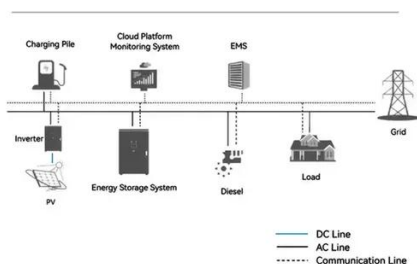 Charging Pile
Cloud Platform
Monitoring System
EMS
Grid
Inverter
PV
Energy Storage System
Diesel
Load
DC Line
AC Line
Communication Line